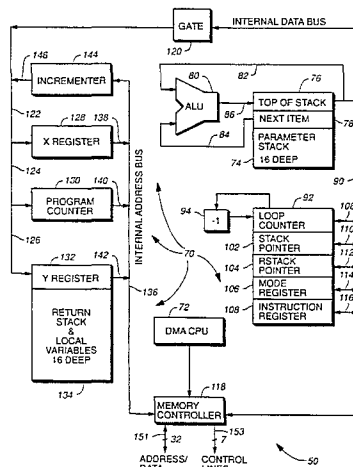 GATE
INTERNAL DATA BUS
120
146
144
INCREMENTER
122
128
138
X REGISTER
124
130
140
PROGRAM
COUNTER
126
132
142
Y REGISTER
136
RETURN
STACK
&
LOCAL
VARIABLES
16 DEEP
134
INTERNAL ADDRESS BUS
80
82
76
ALU
86
TOP OF STACK
84
NEXT ITEM
78
PARAMETER
STACK
74
16 DEEP
90
92
94
-1
LOOP
COUNTER
108
102
STACK
POINTER
110
104
RSTACK
POINTER
112
106
MODE
REGISTER
114
108
INSTRUCTION
REGISTER
116
70
72
DMA CPU
118
MEMORY
CONTROLLER
151
32
153
7
50
ADDRESS/
DATA
CONTROL
LINES